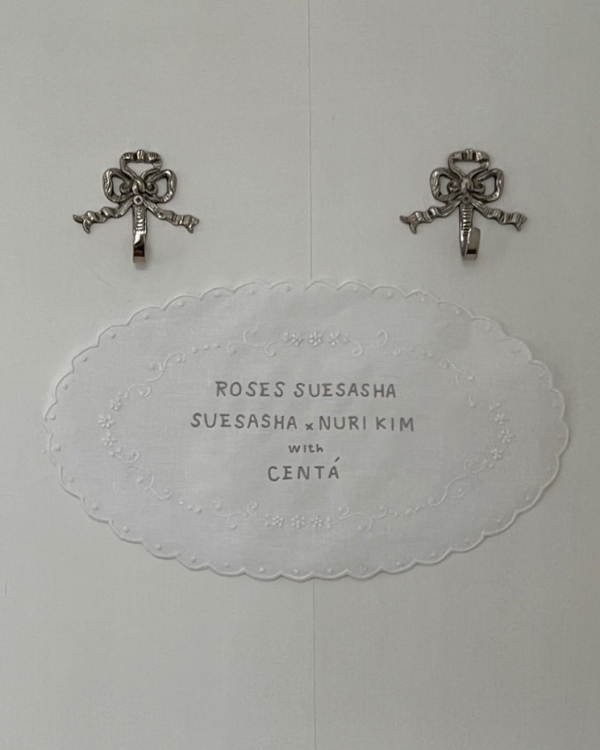 ROSES SUESASHA
SUESASHA x NURI KIM
with
CENTÁ